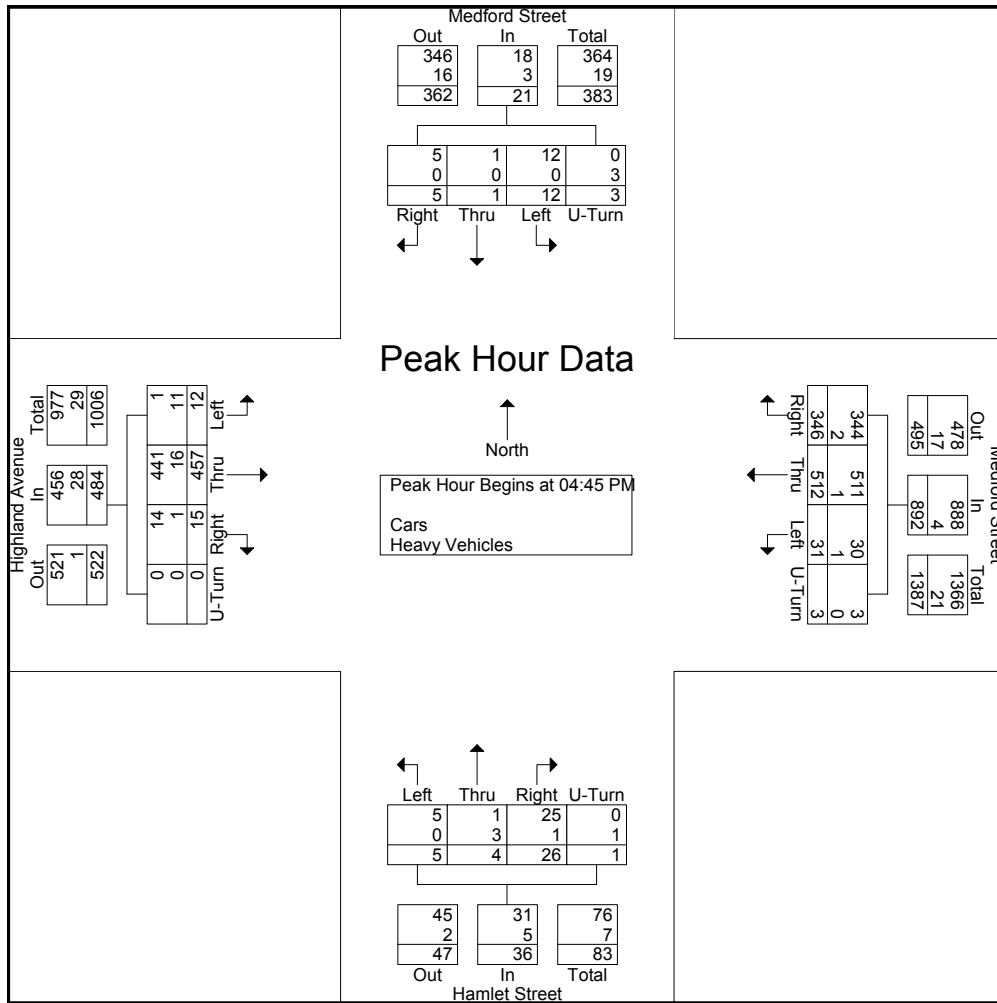 Medford Street
Out In Total
346 18 364
16 3 19
362 21 383
5 1 12 0
0 0 0 3
5 1 12 3
Right Thru Left U-Turn
Peak Hour Data
North
Peak Hour Begins at 04:45 PM
Cars
Heavy Vehicles
Highland Avenue
Out In Total
521 456 977
1 28 29
522 484 1006
U-Turn Right Thru Left
0 14 441 1
0 1 16 11
0 15 457 12
Medford Street
Out In Total
478 888 1366
17 4 21
495 892 1387
344 511 30 3
2 1 1 0
346 512 31 3
Right Thru Left U-Turn
Left Thru Right U-Turn
5 1 25 0
0 3 1 1
5 4 26 1
45 31 76
2 5 7
47 36 83
Out In Total
Hamlet Street